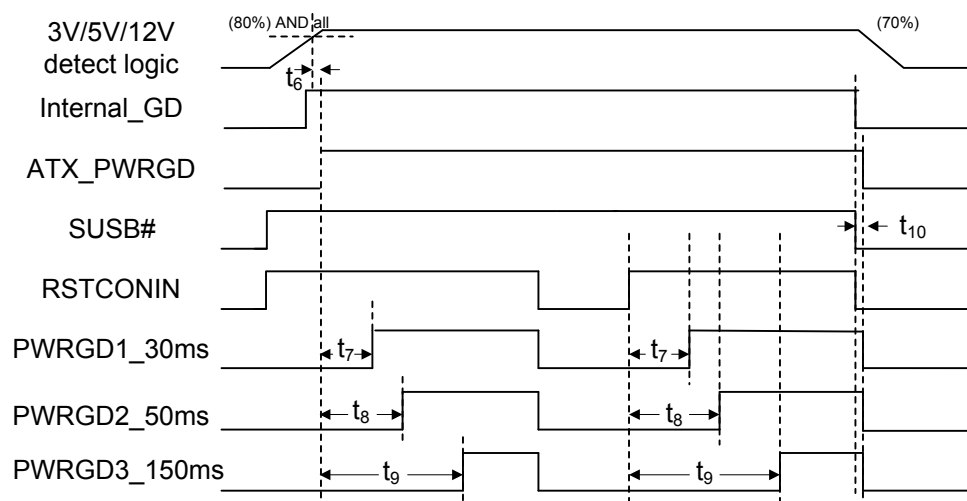 (80%) AND all
(70%)
3V/5V/12V
detect logic
t6
Internal_GD
ATX_PWRGD
SUSB#
t10
RSTCONIN
PWRGD1_30ms
t7
t7
PWRGD2_50ms
t8
t8
PWRGD3_150ms
t9
t9